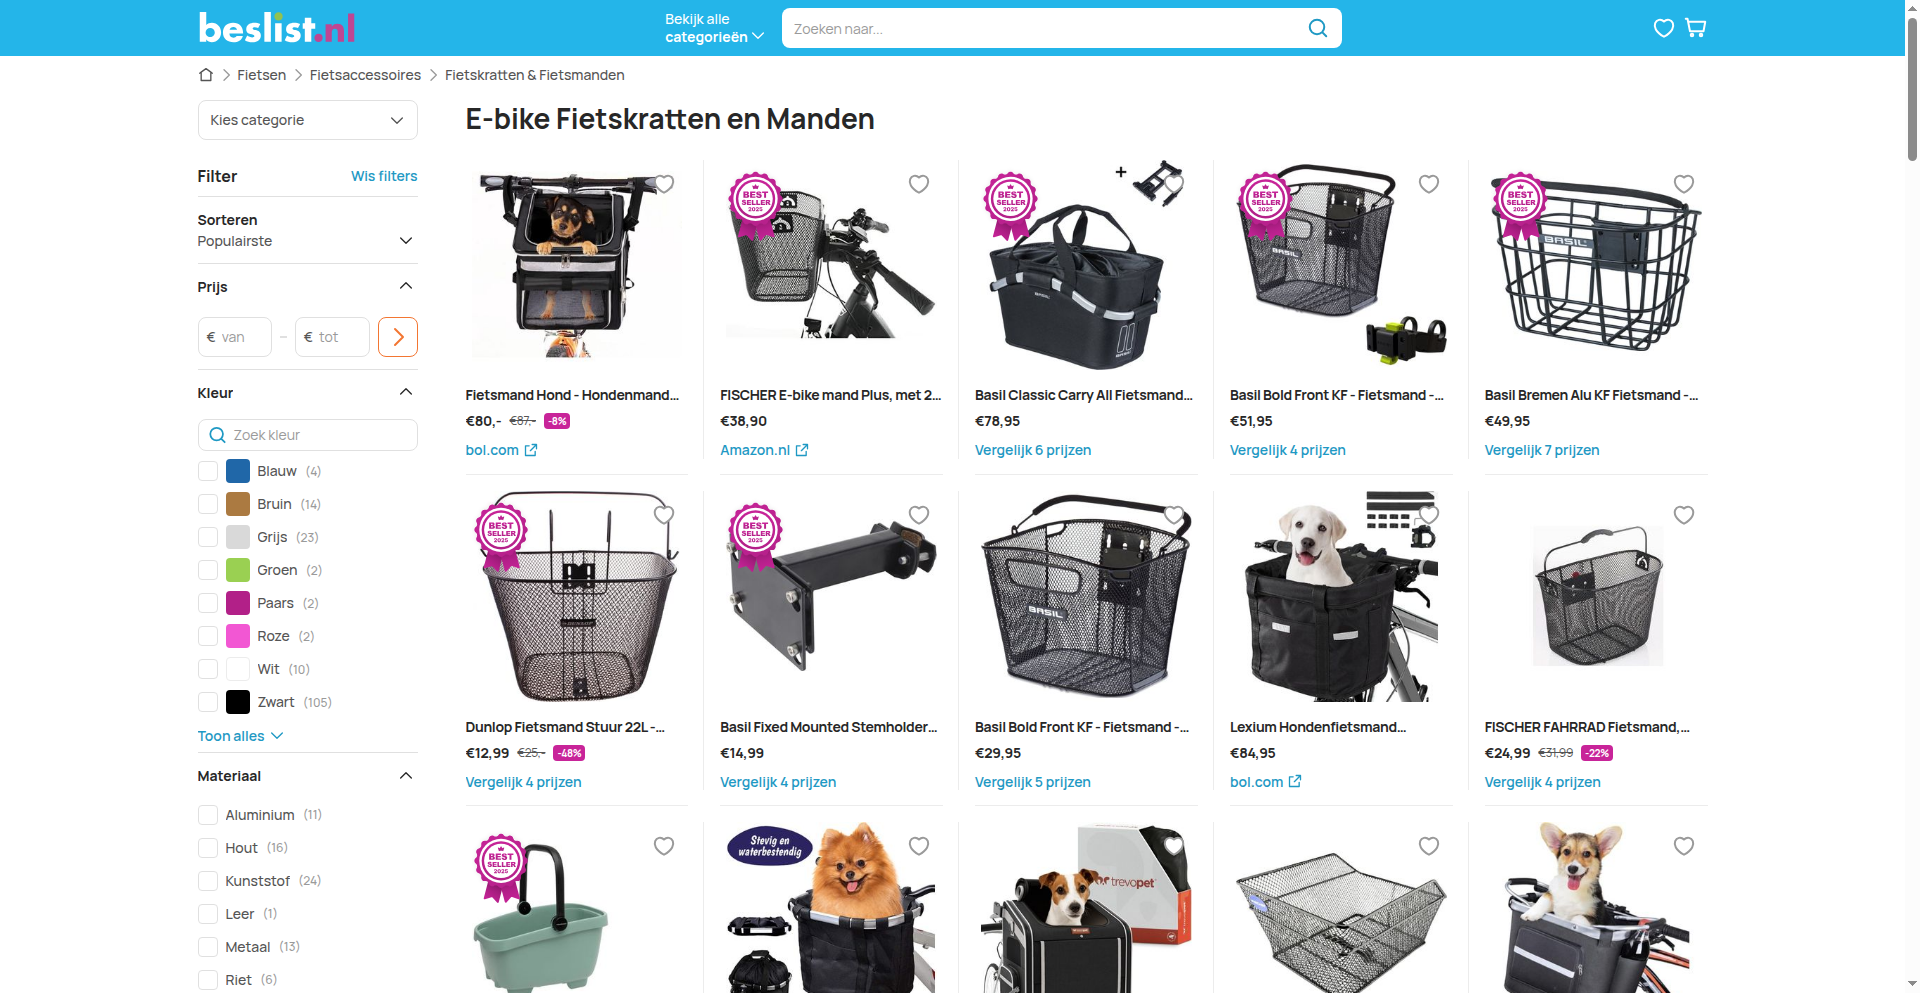 beslist.nl
Bekijk alle
categorieën
Zoeken naar...
Fietsen
Fietsaccessoires
Fietskratten & Fietsmanden
Kies categorie
E-bike Fietskratten en Manden
Filter
Wis filters
Sorteren
Populairste
Prijs
€ van
–
€ tot
Kleur
Zoek kleur
Blauw (4)
Bruin (14)
Grijs (23)
Groen (2)
Paars (2)
Roze (2)
Wit (10)
Zwart (105)
Toon alles
Materiaal
Aluminium (11)
Hout (16)
Kunststof (24)
Leer (1)
Metaal (13)
Riet (6)
Fietsmand Hond - Hondenmand...
€80,- €87,- -8%
bol.com
BEST
SELLER
2025
FISCHER E-bike mand Plus, met 2...
€38,90
Amazon.nl
BEST
SELLER
2025
+
Basil Classic Carry All Fietsmand...
€78,95
Vergelijk 6 prijzen
BEST
SELLER
2025
BASIL
Basil Bold Front KF - Fietsmand -...
€51,95
Vergelijk 4 prijzen
BEST
SELLER
2025
BASIL
Basil Bremen Alu KF Fietsmand -...
€49,95
Vergelijk 7 prijzen
BEST
SELLER
2025
Dunlop Fietsmand Stuur 22L -...
€12,99 €25,- -48%
Vergelijk 4 prijzen
BEST
SELLER
2025
Basil Fixed Mounted Stemholder...
€14,99
Vergelijk 4 prijzen
BASIL
Basil Bold Front KF - Fietsmand -...
€29,95
Vergelijk 5 prijzen
Lexium Hondenfietsmand...
€84,95
bol.com
FISCHER FAHRRAD Fietsmand,...
€24,99 €31,99 -22%
Vergelijk 4 prijzen
BEST
SELLER
2025
Stevig en
waterbestendig
trevopet